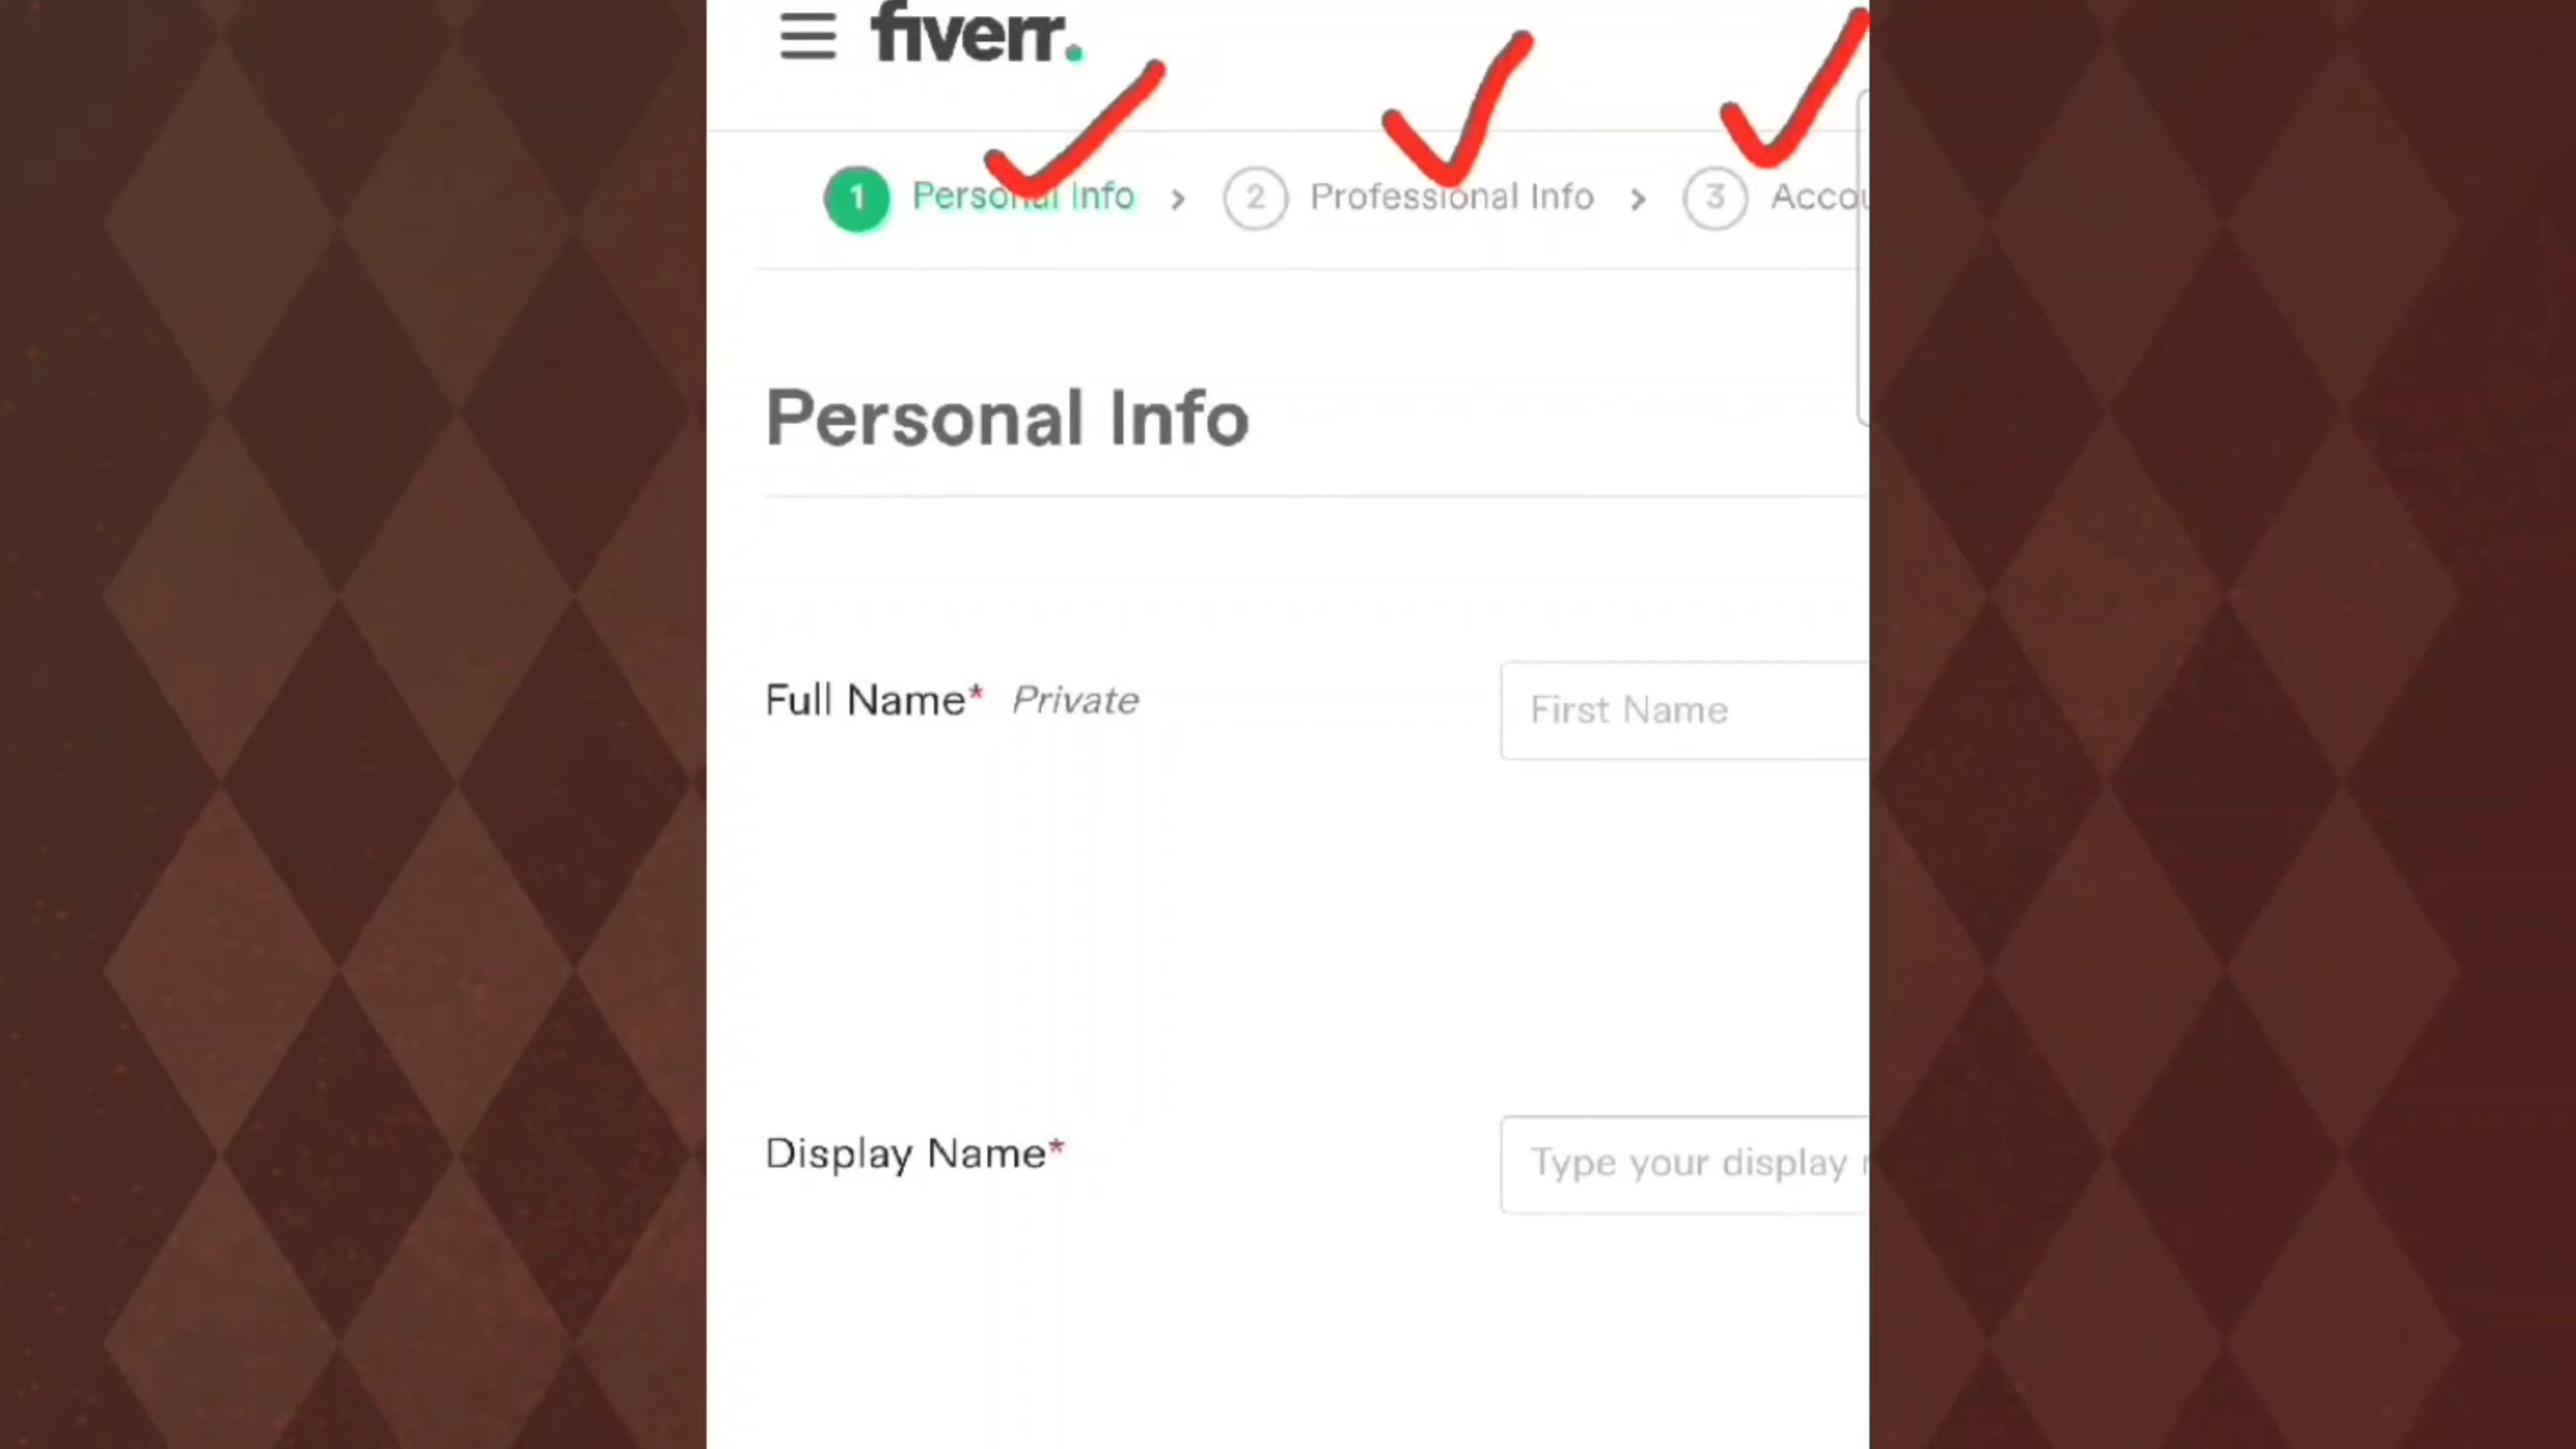 fiverr.
1 Personal Info > 2 Professional Info > 3
Personal Info
Full Name* Private
First Name
Display Name*
Type your display